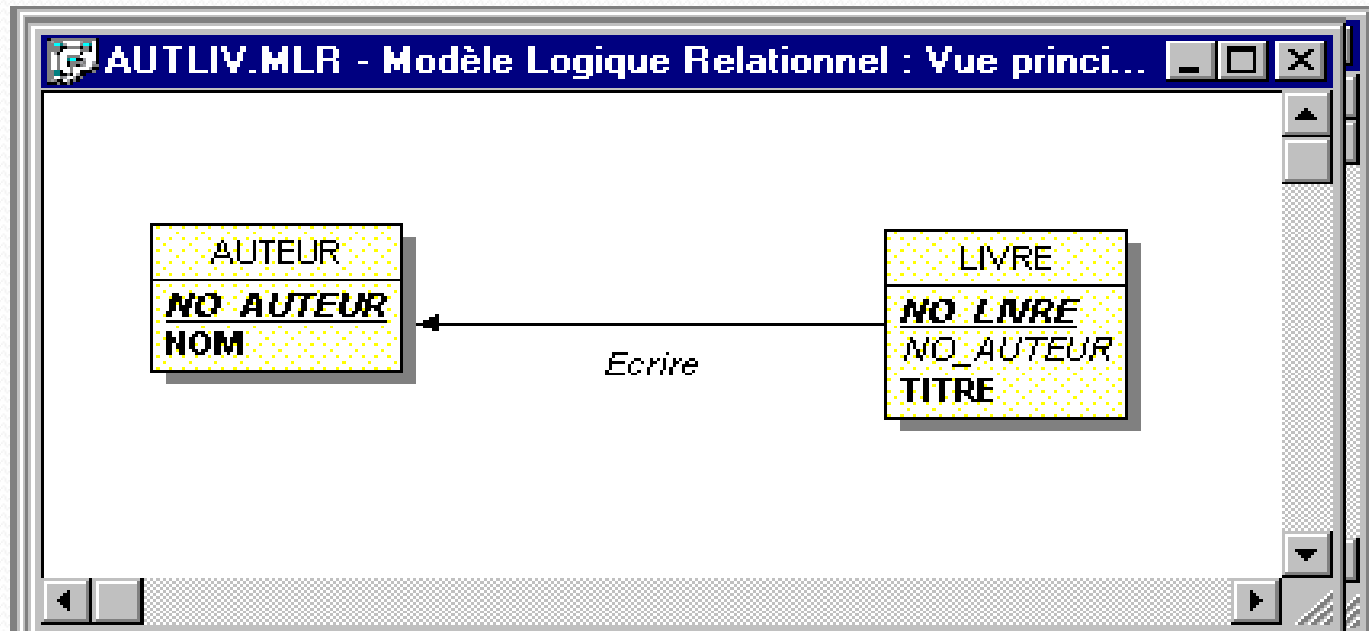 AUTLIV.MLR - Modèle Logique Relationnel : Vue princi...
AUTEUR
NO_AUTEUR
NOM
Ecrire
LIVRE
NO_LIVRE
NO_AUTEUR
TITRE